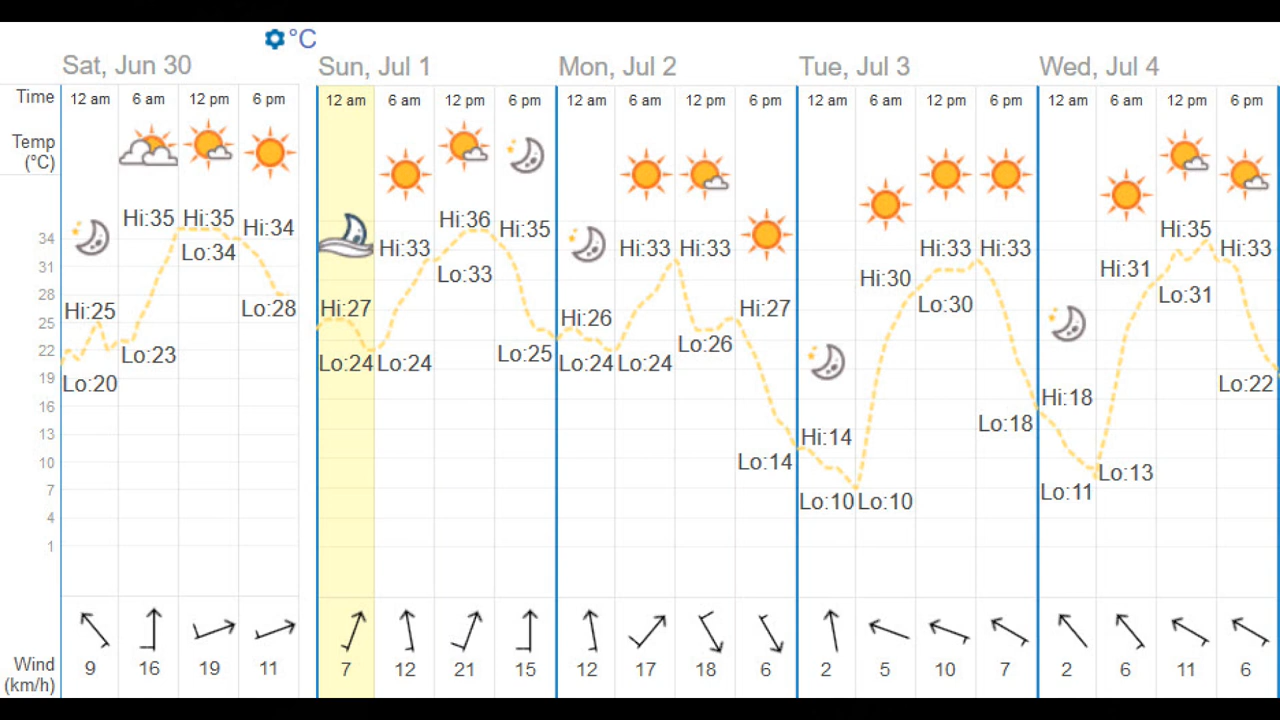 °C
Sat, Jun 30 Sun, Jul 1 Mon, Jul 2 Tue, Jul 3 Wed, Jul 4
Time 12 am 6 am 12 pm 6 pm 12 am 6 am 12 pm 6 pm 12 am 6 am 12 pm 6 pm 12 am 6 am 12 pm 6 pm 12 am 6 am 12 pm 6 pm
Temp
(°C)
Hi:35 Hi:35 Hi:34 Hi:36 Hi:35 Hi:35
34 Lo:34 Hi:33 Hi:33 Hi:33 Hi:33 Hi:33 Hi:33
31 Lo:33 Hi:30 Hi:31
28 Hi:25 Lo:28 Hi:27 Hi:26 Hi:27 Lo:30 Lo:31
25
22 Lo:23 Lo:24 Lo:24 Lo:25 Lo:24 Lo:24 Lo:26
19 Lo:20 Lo:22
16 Hi:18
13 Hi:14 Lo:18
10 Lo:14 Lo:13
7 Lo:10 Lo:10 Lo:11
4
1
Wind
(km/h)
9 16 19 11 7 12 21 15 12 17 18 6 2 5 10 7 2 6 11 6